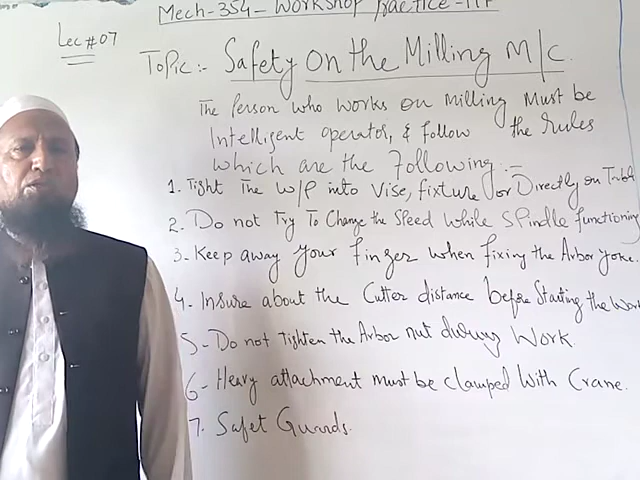 Mech-354- Workshop Practice-III
Lec#07
Topic:- Safety on the Milling M/c.
The Person who works on Milling Must be
Intelligent operator, & follow the Rules
which are the Following:-
1. Tight The W/P into Vise, fixture or Directly on Table
2. Do not Try To Change the Speed While Spindle functioning
3. Keep away your finger when fixing the Arbor yoke.
4. Insure about the Cutter distance before Starting the Work
5- Do not Tighten the Arbor nut during Work.
6- Heavy attachment must be clamped With Crane.
7. Safet Guards.